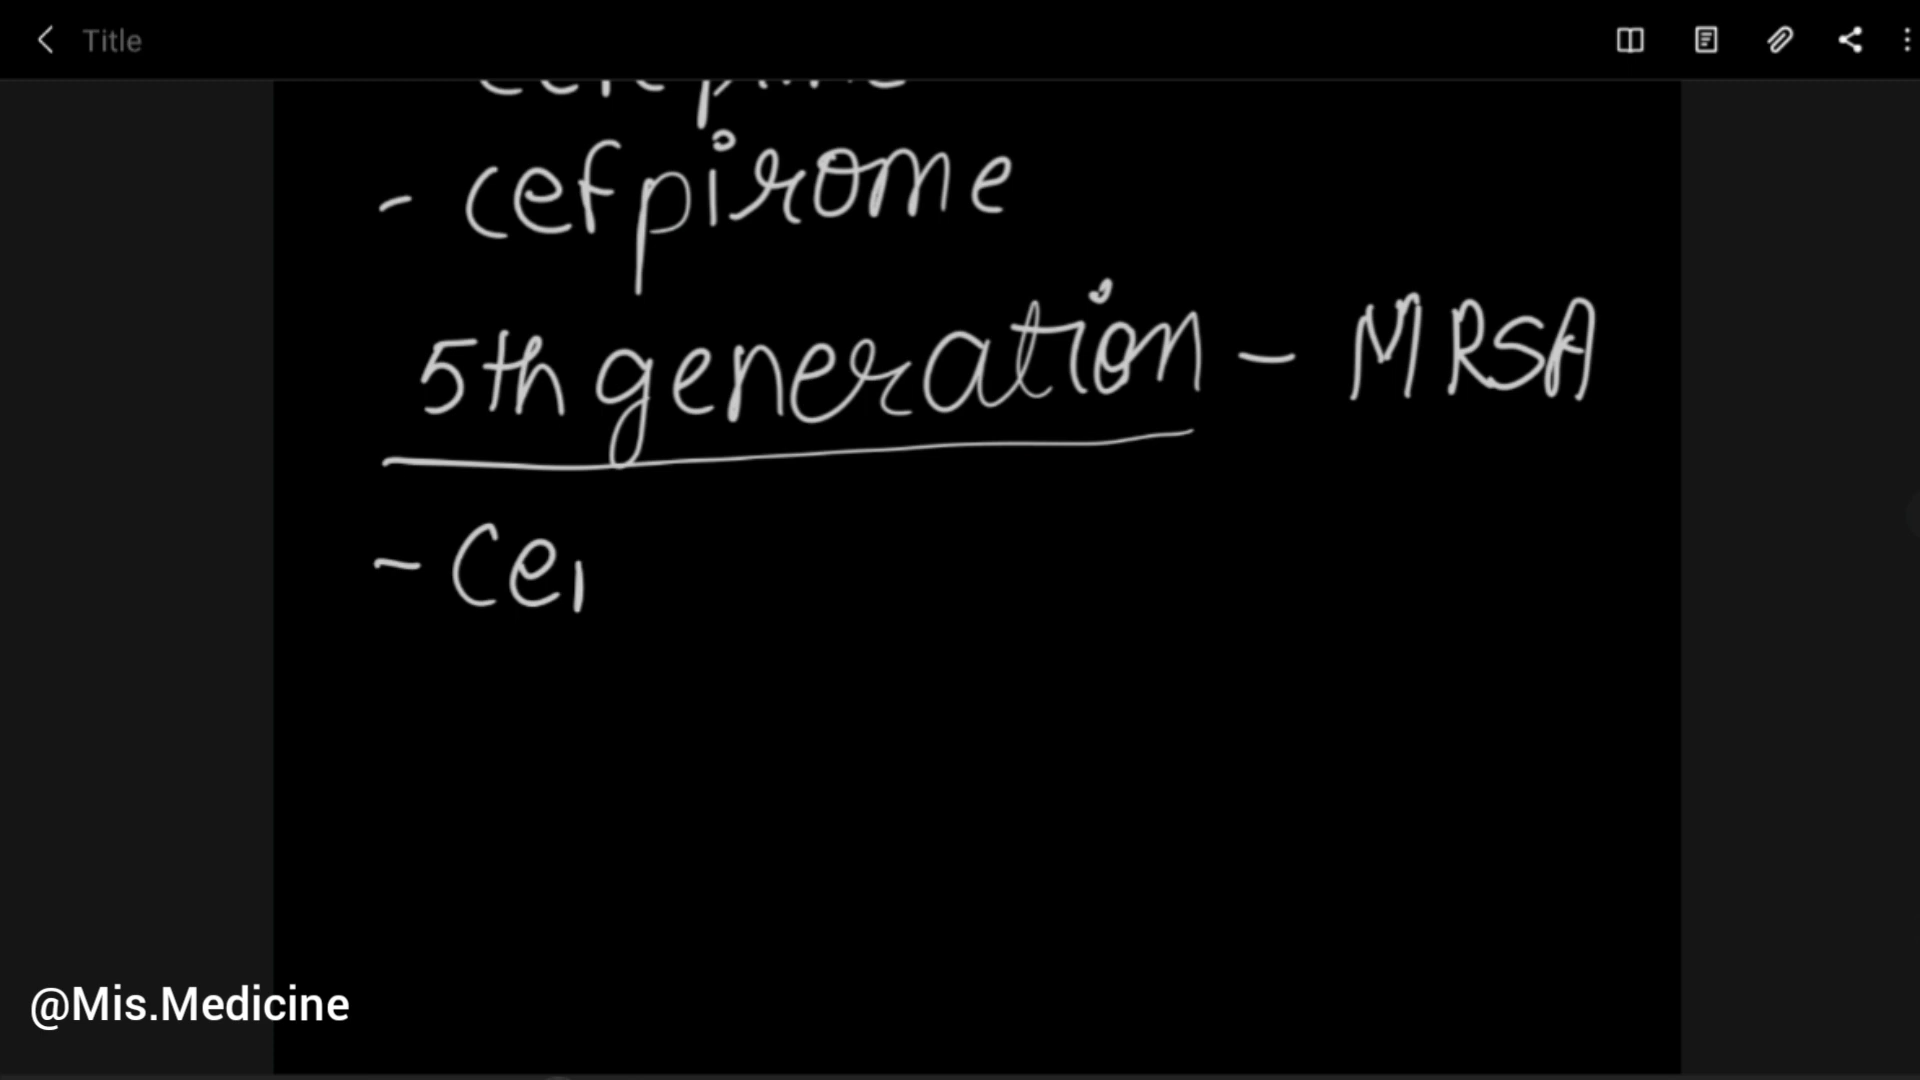 Title
- cefpirome
5th generation - MRSA
- Ce
@Mis.Medicine